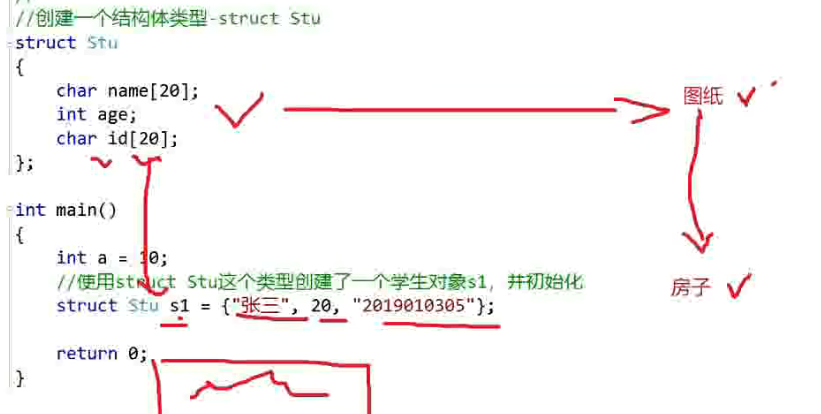 //创建一个结构体类型-struct Stu
struct Stu
{
char name[20];
int age;
char id[20];
};
图纸
int main()
{
int a = 10;
//使用struct Stu这个类型创建了一个学生对象s1，并初始化
struct Stu s1 = {"张三", 20, "2019010305"};
房子
return 0;
}